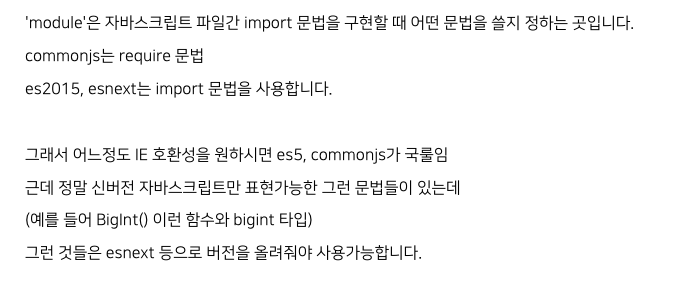 'module'은 자바스크립트 파일간 import 문법을 구현할 때 어떤 문법을 쓸지 정하는 곳입니다.
commonjs는 require 문법
es2015, esnext는 import 문법을 사용합니다.
그래서 어느정도 IE 호환성을 원하시면 es5, commonjs가 국룰임
근데 정말 신버전 자바스크립트만 표현가능한 그런 문법들이 있는데
(예를 들어 BigInt() 이런 함수와 bigint 타입)
그런 것들은 esnext 등으로 버전을 올려줘야 사용가능합니다.